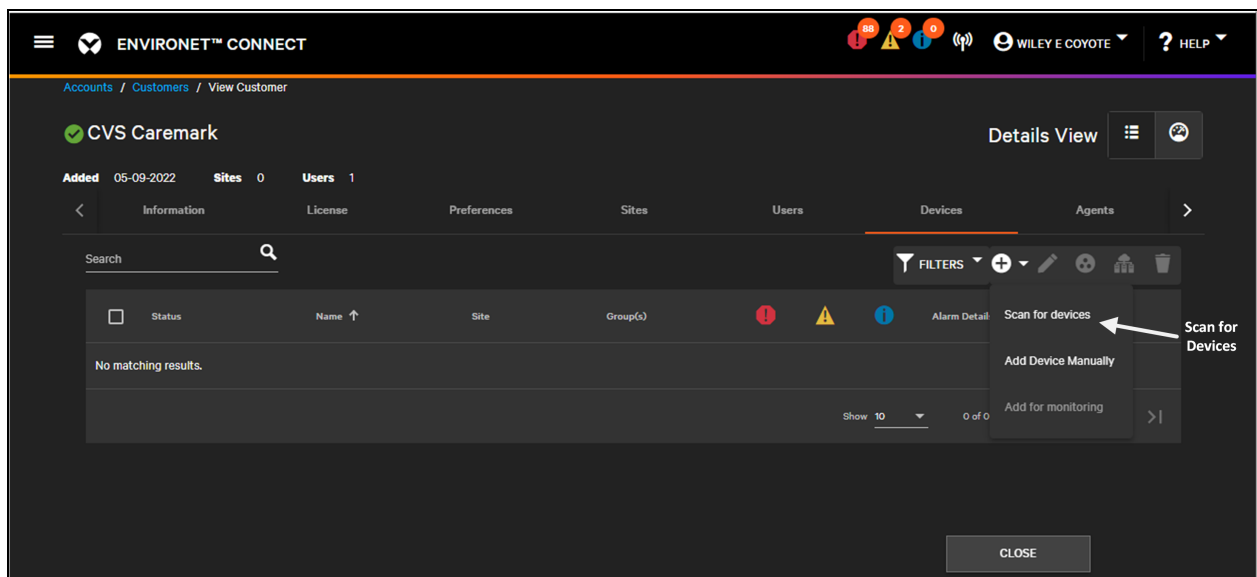 ENVIRONET™ CONNECT
88
2
0
WILEY E COYOTE
? HELP
Accounts / Customers / View Customer
CVS Caremark
Details View
Added 05-09-2022 Sites 0 Users 1
Information License Preferences Sites Users Devices Agents
Search
FILTERS
Status Name ↑ Site Group(s) Alarm Detail
Scan for devices
Scan for
Devices
No matching results.
Add Device Manually
Add for monitoring
Show 10 0 of 0
CLOSE